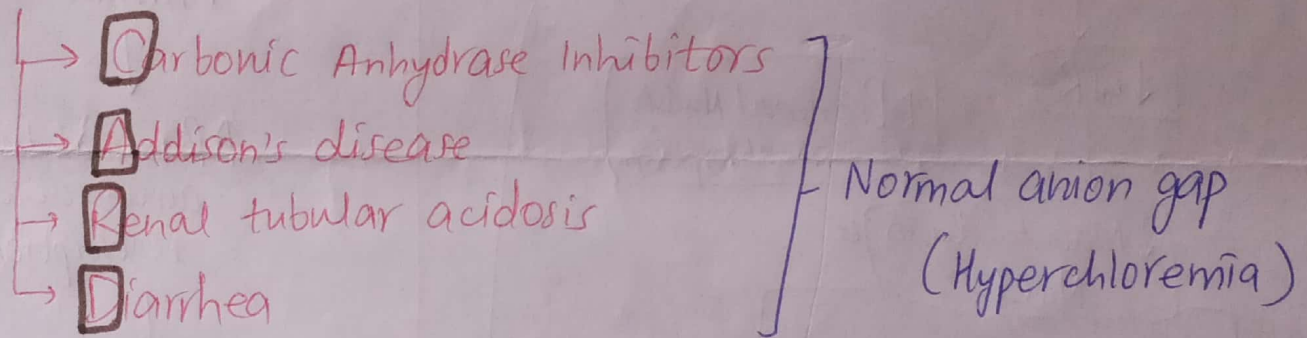 Carbonic Anhydrase Inhibitors
Addison's disease
Renal tubular acidosis
Diarrhea
Normal anion gap
(Hyperchloremia)